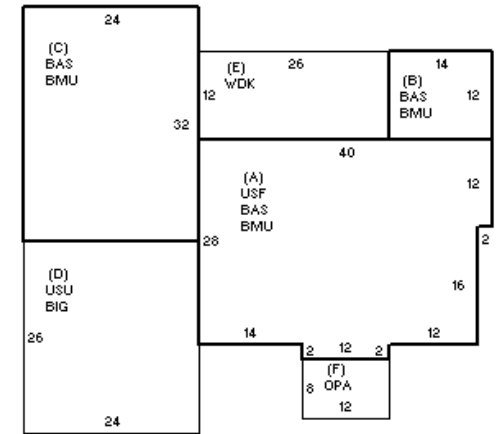 24
(C)
BAS
BMU
32
(E)
WDK
26
12
14
(B)
BAS
BMU
12
40
(A)
USF
BAS
BMU
12
28
2
16
(D)
USU
BIG
26
24
14
2
12
2
12
(F)
OPA
8
12